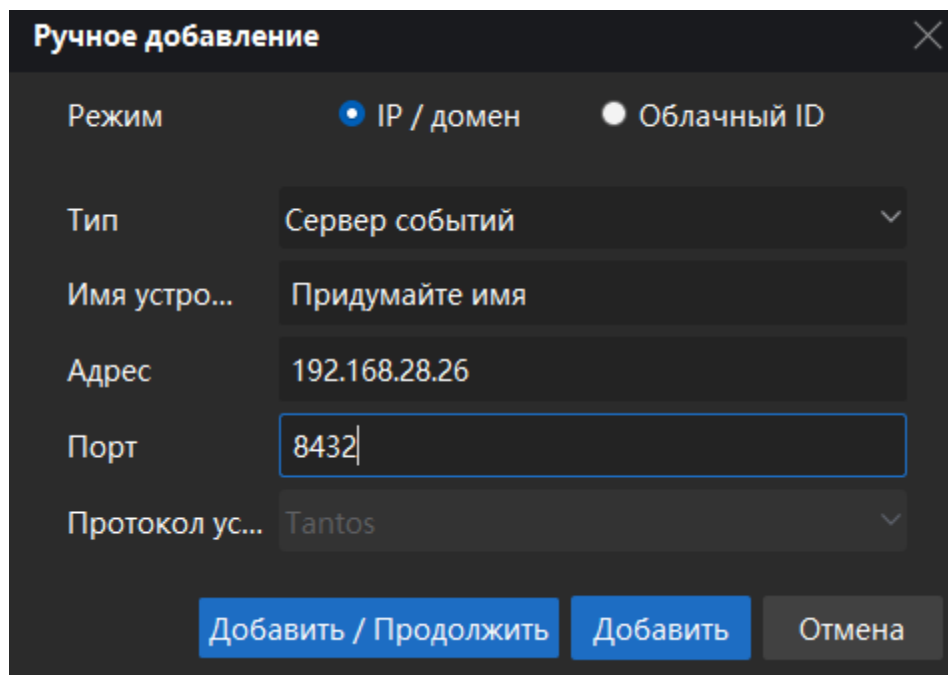 Ручное добавление
Режим IP / домен Облачный ID
Тип Сервер событий
Имя устро... Придумайте имя
Адрес 192.168.28.26
Порт 8432
Протокол ус... Tantos
Добавить / Продолжить Добавить Отмена